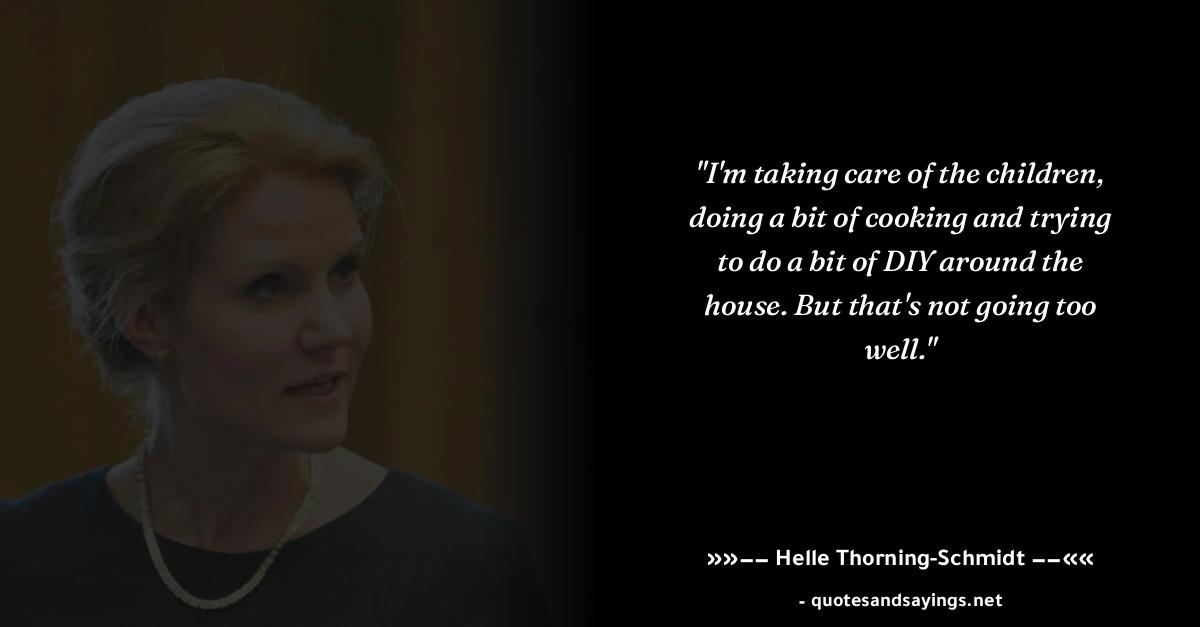 "I'm taking care of the children,
doing a bit of cooking and trying
to do a bit of DIY around the
house. But that's not going too
well."
»»−− Helle Thorning-Schmidt −−««
- quotesandsayings.net